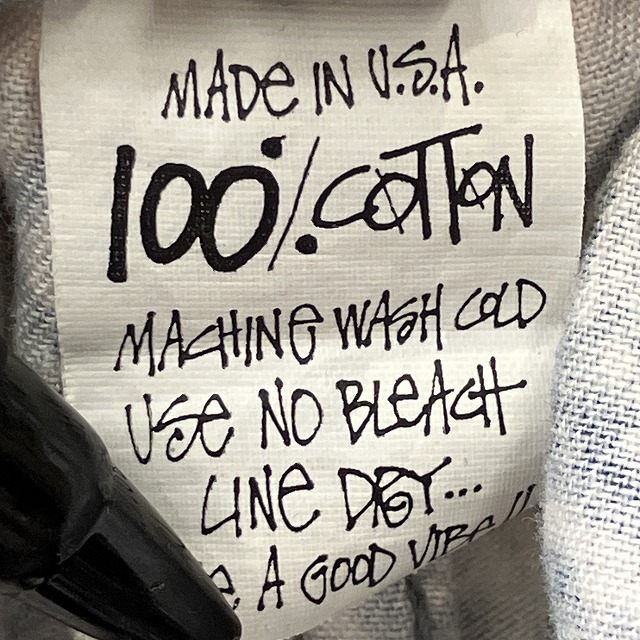 MADE IN U.S.A.
100% COTTON
MACHINE WASH COLD
USE NO BLEACH
LINE DRY...
A GOOD VIBE!!